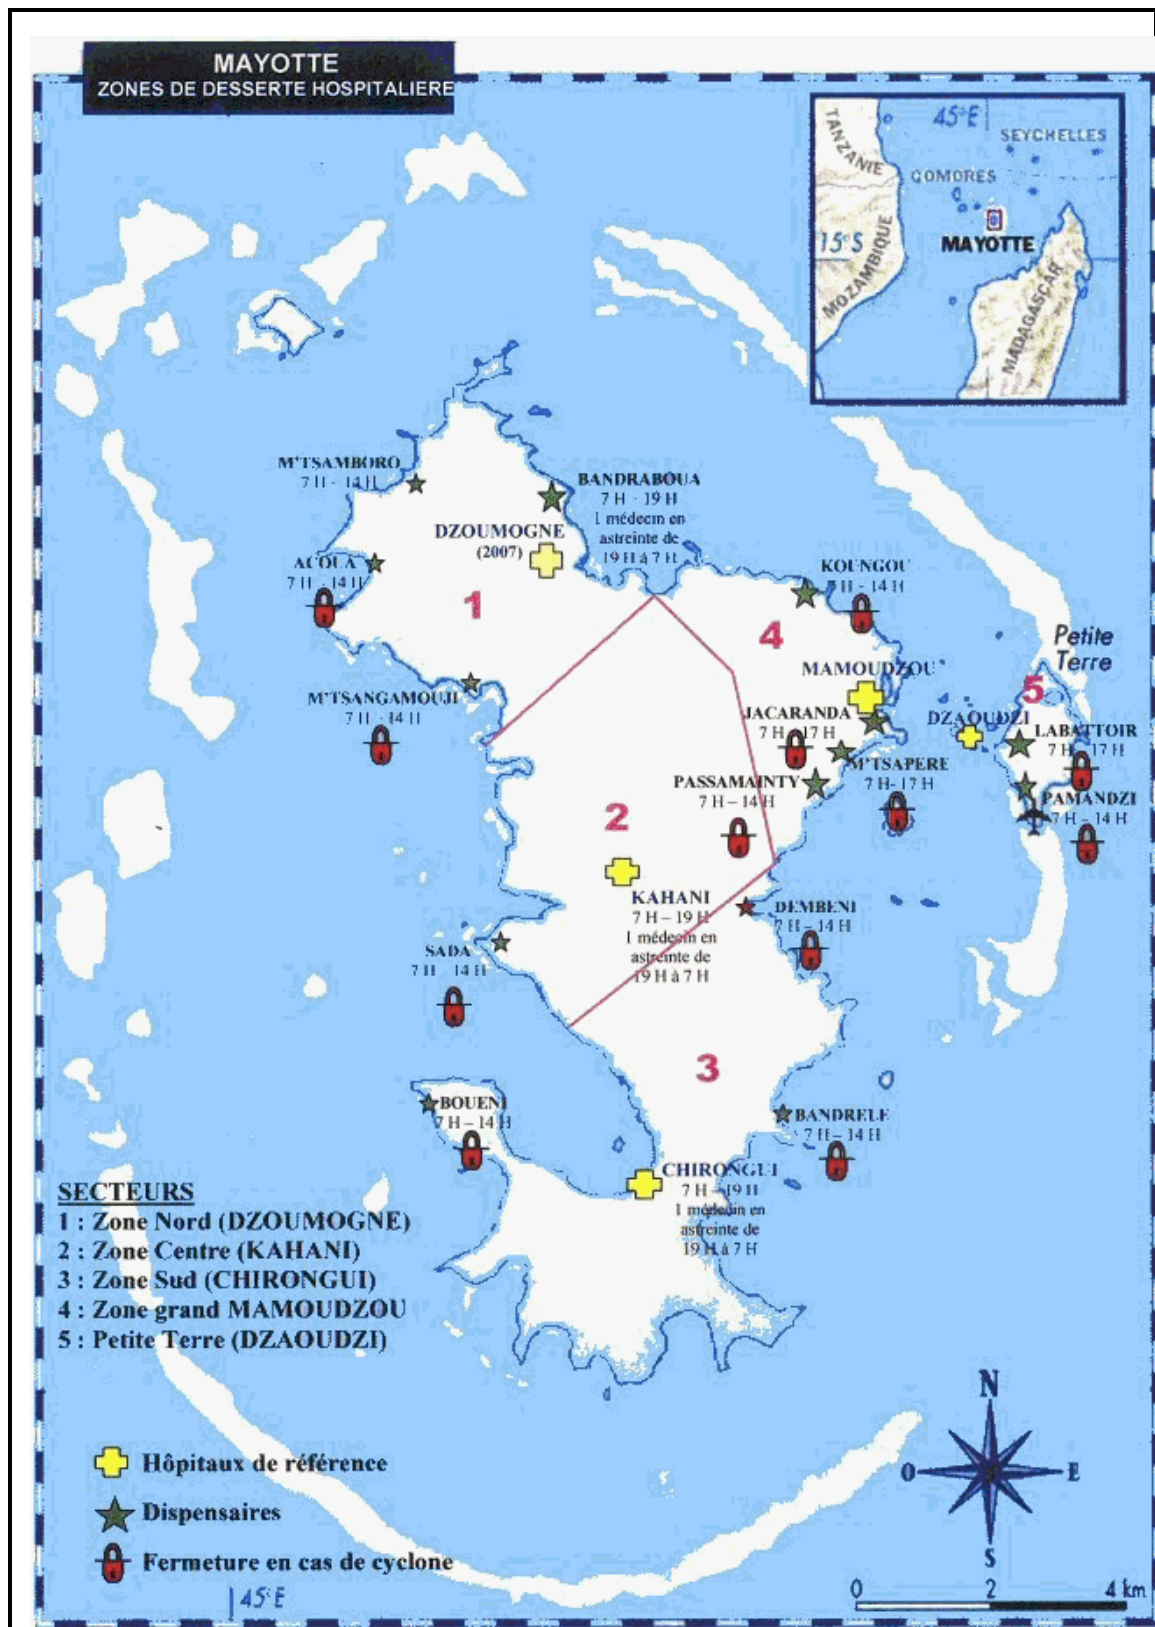 MAYOTTE
ZONES DE DESSERTE HOSPITALIERE
TANZANIE
45°E
SEYCHELLES
COMORES
MAYOTTE
15°S
MOZAMBIQUE
MADAGASCAR
M'TSAMBORO
7 H - 14 H
BANDRABOUA
7 H - 19 H
1 médecin en
astreinte de
19 H à 7 H
DZOUMOGNE
(2007)
ACOUA
7 H - 14 H
1
KOUNGOU
7 H - 14 H
4
Petite
Terre
5
MAMOUDZOU
M'TSANGAMOUJI
7 H - 14 H
JACARANDA
7 H - 17 H
DZAOUDZI
LABATTOIR
7 H - 17 H
M'TSAPERE
7 H - 17 H
PASSAMAINTY
7 H – 14 H
PAMANDZI
7 H – 14 H
2
KAHANI
7 H – 19 H
1 médecin en
astreinte de
19 H à 7 H
DEMBENI
7 H – 14 H
SADA
7 H - 14 H
3
BOUENI
7 H – 14 H
BANDRELE
7 H – 14 H
CHIRONGUI
7 H – 19 H
1 médecin en
astreinte de
19 H à 7 H
SECTEURS
1 : Zone Nord (DZOUMOGNE)
2 : Zone Centre (KAHANI)
3 : Zone Sud (CHIRONGUI)
4 : Zone grand MAMOUDZOU
5 : Petite Terre (DZAOUDZI)
Hôpitaux de référence
Dispensaires
Fermeture en cas de cyclone
45°E
N
O
E
S
0 2 4 km